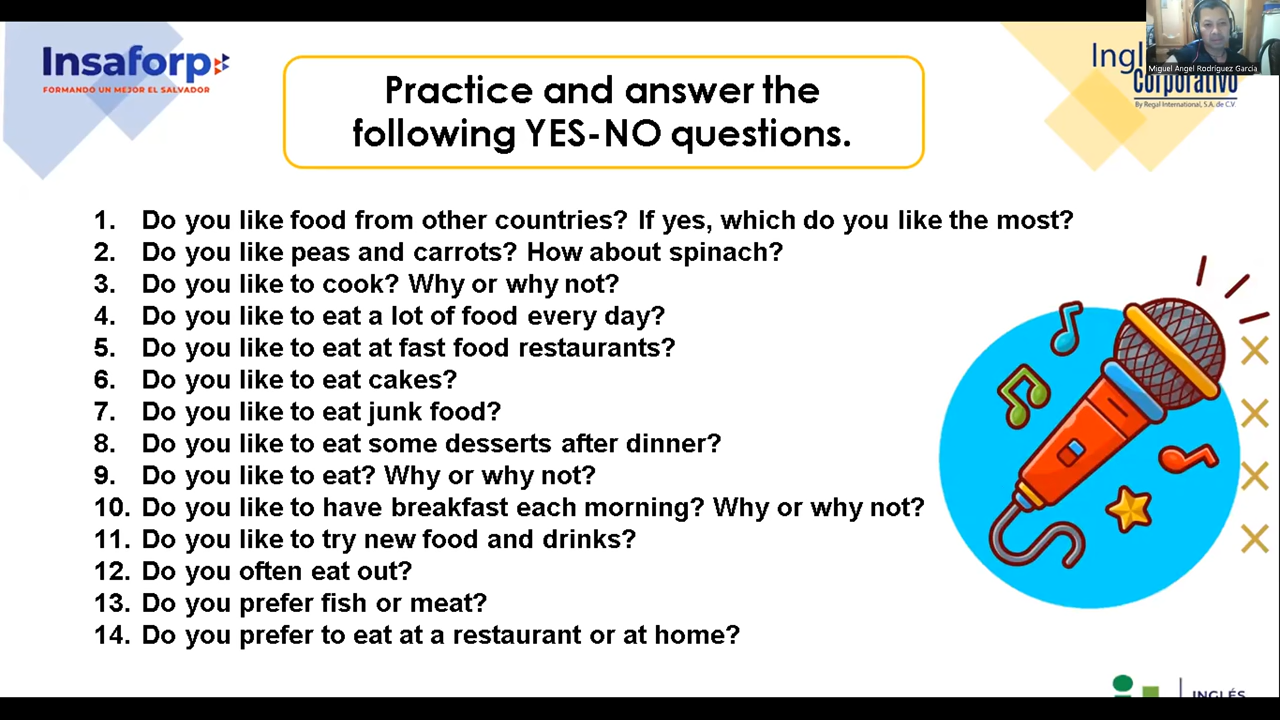 Insaforp
FORMANDO UN MEJOR EL SALVADOR
Practice and answer the
following YES-NO questions.
Corporativo
By Regal International, S.A. de C.V.
Miguel Angel Rodríguez García
1. Do you like food from other countries? If yes, which do you like the most?
2. Do you like peas and carrots? How about spinach?
3. Do you like to cook? Why or why not?
4. Do you like to eat a lot of food every day?
5. Do you like to eat at fast food restaurants?
6. Do you like to eat cakes?
7. Do you like to eat junk food?
8. Do you like to eat some desserts after dinner?
9. Do you like to eat? Why or why not?
10. Do you like to have breakfast each morning? Why or why not?
11. Do you like to try new food and drinks?
12. Do you often eat out?
13. Do you prefer fish or meat?
14. Do you prefer to eat at a restaurant or at home?
INGLÉS